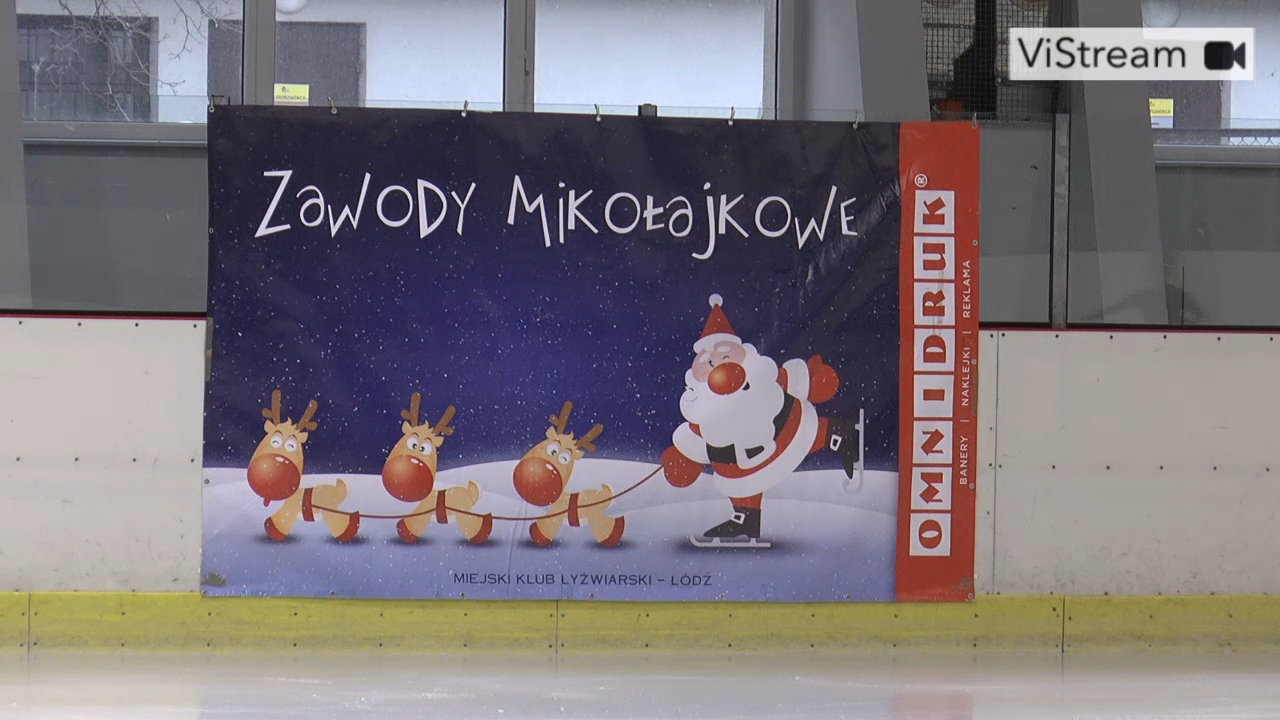 ViStream
ZAWODY MIKOŁAJKOWE
OMNIDRUK®
BANERY | NAKLEJKI | REKLAMA
MIEJSKI KLUB ŁYŻWIARSKI – ŁÓDŹ